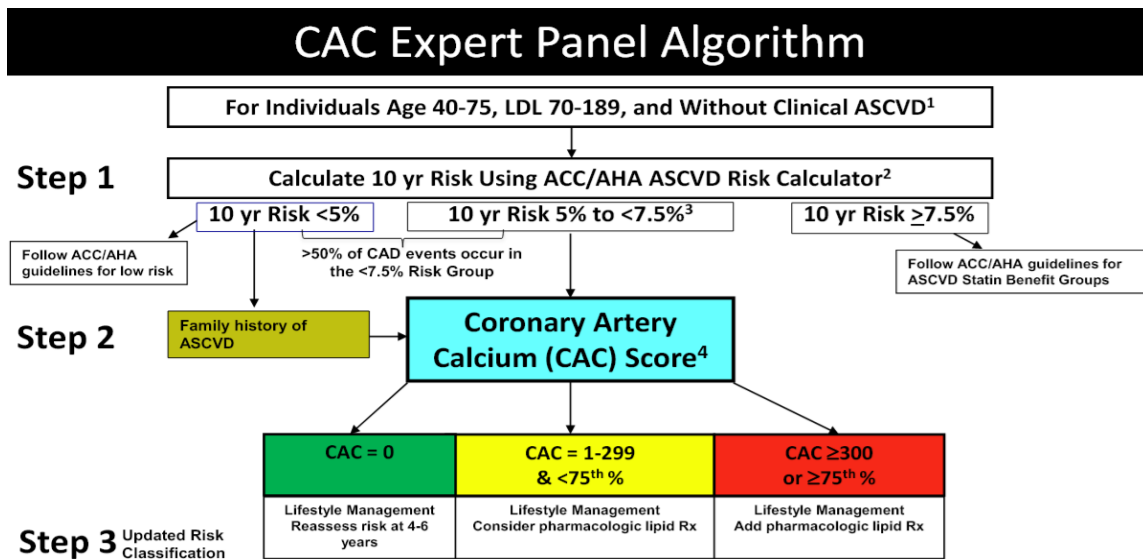 CAC Expert Panel Algorithm
For Individuals Age 40-75, LDL 70-189, and Without Clinical ASCVD¹
Step 1
Calculate 10 yr Risk Using ACC/AHA ASCVD Risk Calculator²
10 yr Risk <5%
10 yr Risk 5% to <7.5%³
10 yr Risk ≥7.5%
Follow ACC/AHA
guidelines for low risk
>50% of CAD events occur in
the <7.5% Risk Group
Follow ACC/AHA guidelines for
ASCVD Statin Benefit Groups
Step 2
Family history of
ASCVD
Coronary Artery
Calcium (CAC) Score⁴
CAC = 0
CAC = 1-299
& <75th %
CAC ≥300
or ≥75th %
Step 3 Updated Risk
Classification
Lifestyle Management
Reassess risk at 4-6
years
Lifestyle Management
Consider pharmacologic lipid Rx
Lifestyle Management
Add pharmacologic lipid Rx